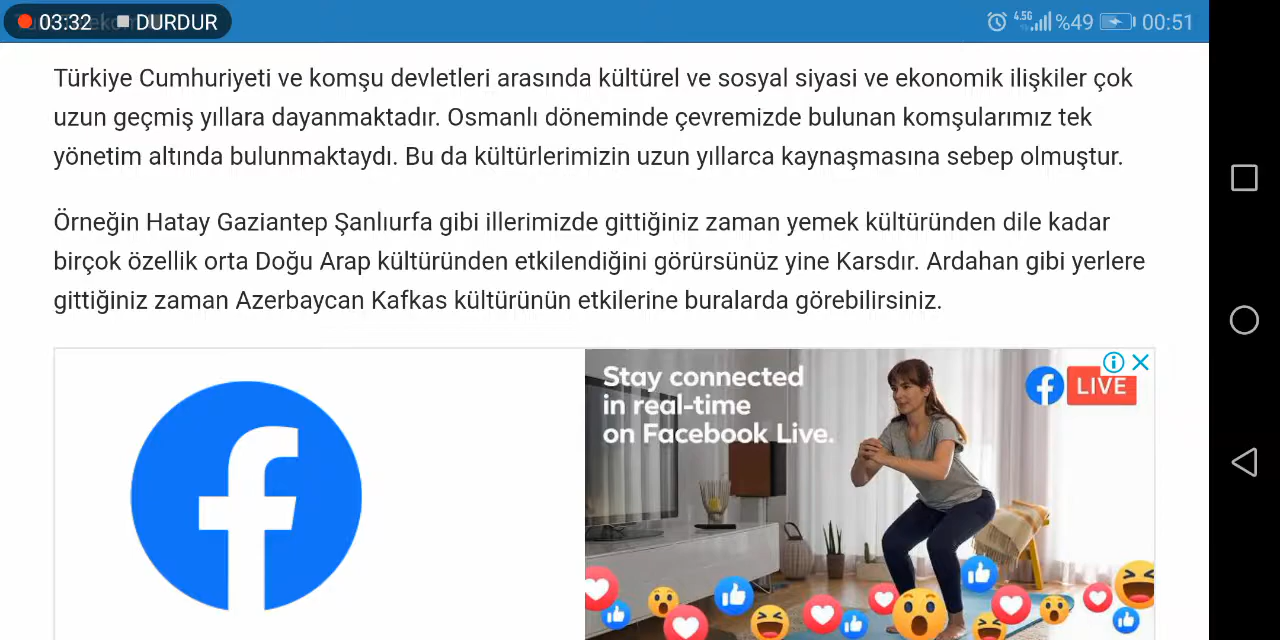 03:32 DURDUR
4.5G %49 00:51
Türkiye Cumhuriyeti ve komşu devletleri arasında kültürel ve sosyal siyasi ve ekonomik ilişkiler çok
uzun geçmiş yıllara dayanmaktadır. Osmanlı döneminde çevremizde bulunan komşularımız tek
yönetim altında bulunmaktaydı. Bu da kültürlerimizin uzun yıllarca kaynaşmasına sebep olmuştur.
Örneğin Hatay Gaziantep Şanlıurfa gibi illerimizde gittiğiniz zaman yemek kültüründen dile kadar
birçok özellik orta Doğu Arap kültüründen etkilendiğini görürsünüz yine Karsdır. Ardahan gibi yerlere
gittiğiniz zaman Azerbaycan Kafkas kültürünün etkilerine buralarda görebilirsiniz.
Stay connected
in real-time
on Facebook Live.
LIVE